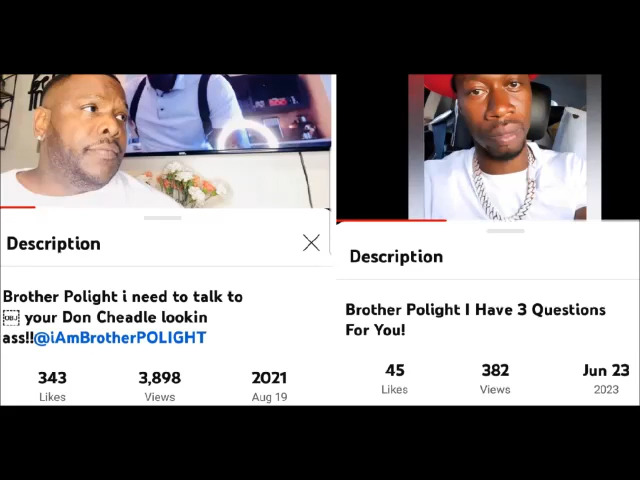 Description
Brother Polight i need to talk to
your Don Cheadle lookin
ass!!@iAmBrotherPOLIGHT
343 3,898 2021
Likes Views Aug 19
Description
Brother Polight I Have 3 Questions
For You!
45 382 Jun 23
Likes Views 2023